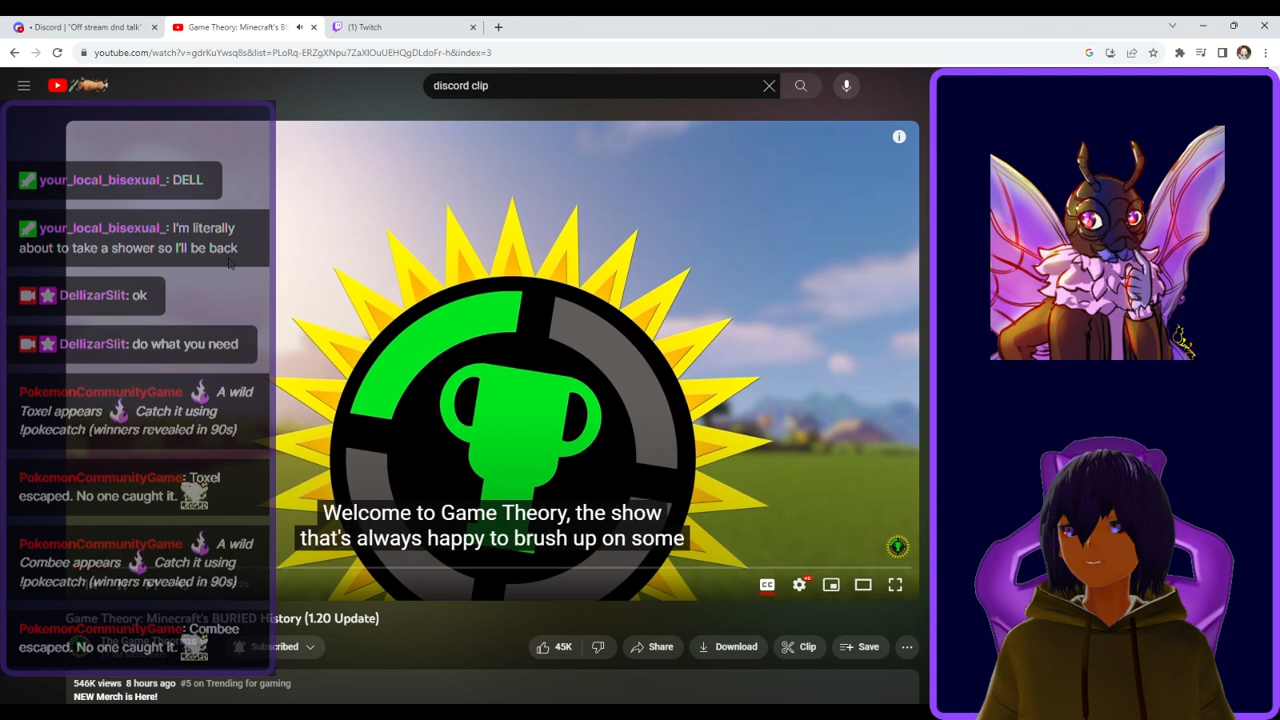 • Discord | "Off stream dnd talk"
Game Theory: Minecraft's BU
(1) Twitch
youtube.com/watch?v=gdrKuYwsq8s&list=PLoRq-ERZgXNpu7ZaXIOuUEHQgDLdoFr-h&index=3
discord clip
your_local_bisexual_: DELL
your_local_bisexual_: I'm literally
about to take a shower so I'll be back
DellizarSlit: ok
DellizarSlit: do what you need
PokemonCommunityGame A wild
Toxel appears Catch it using
!pokecatch (winners revealed in 90s)
PokemonCommunityGame: Toxel
escaped. No one caught it.
PokemonCommunityGame A wild
Combee appears Catch it using
!pokecatch (winners revealed in 90s)
PokemonCommunityGame: Combee
escaped. No one caught it.
Welcome to Game Theory, the show
that's always happy to brush up on some
CC
HD
Game Theory: Minecraft's BURIED History (1.20 Update)
The Game Theorists
Subscribed
45K
Share
Download
Clip
Save
546K views 8 hours ago #5 on Trending for gaming
NEW Merch is Here!